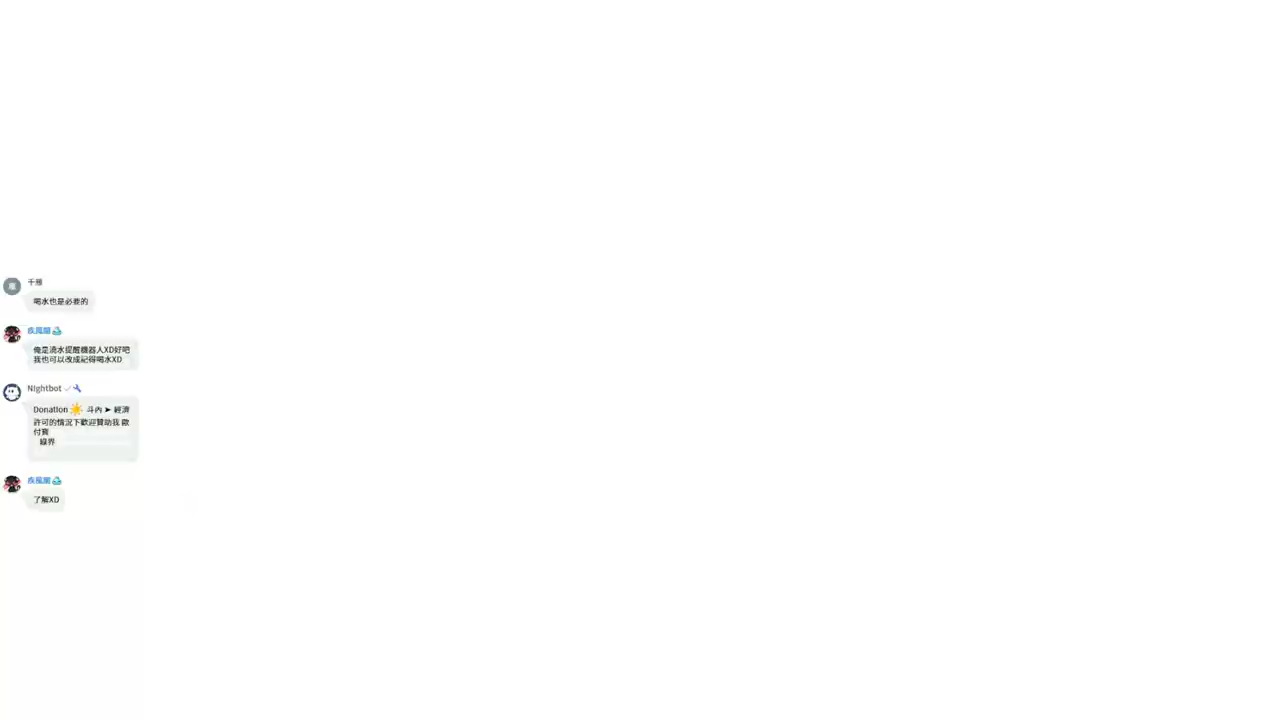 千雁
喝水也是必要的
疾風閣
俺是澆水提醒機器人XD好吧
我也可以改成記得喝水XD
Nightbot
Donation ☀️ 斗內 ➤ 經濟
許可的情況下歡迎贊助我 歐
付寶
綠界
疾風閣
了解XD